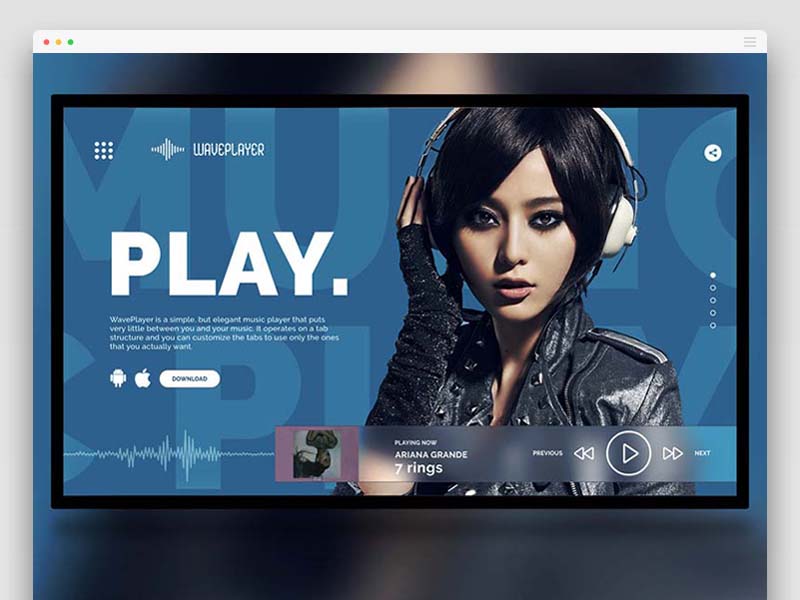 MUSIC
WAVEPLAYER
PLAY.
WavePlayer is a simple, but elegant music player that puts
very little between you and your music. It operates on a tab
structure and you can customize the tabs to use only the ones
that you actually want.
DOWNLOAD
PLAYING NOW
ARIANA GRANDE
7 rings
PREVIOUS
NEXT